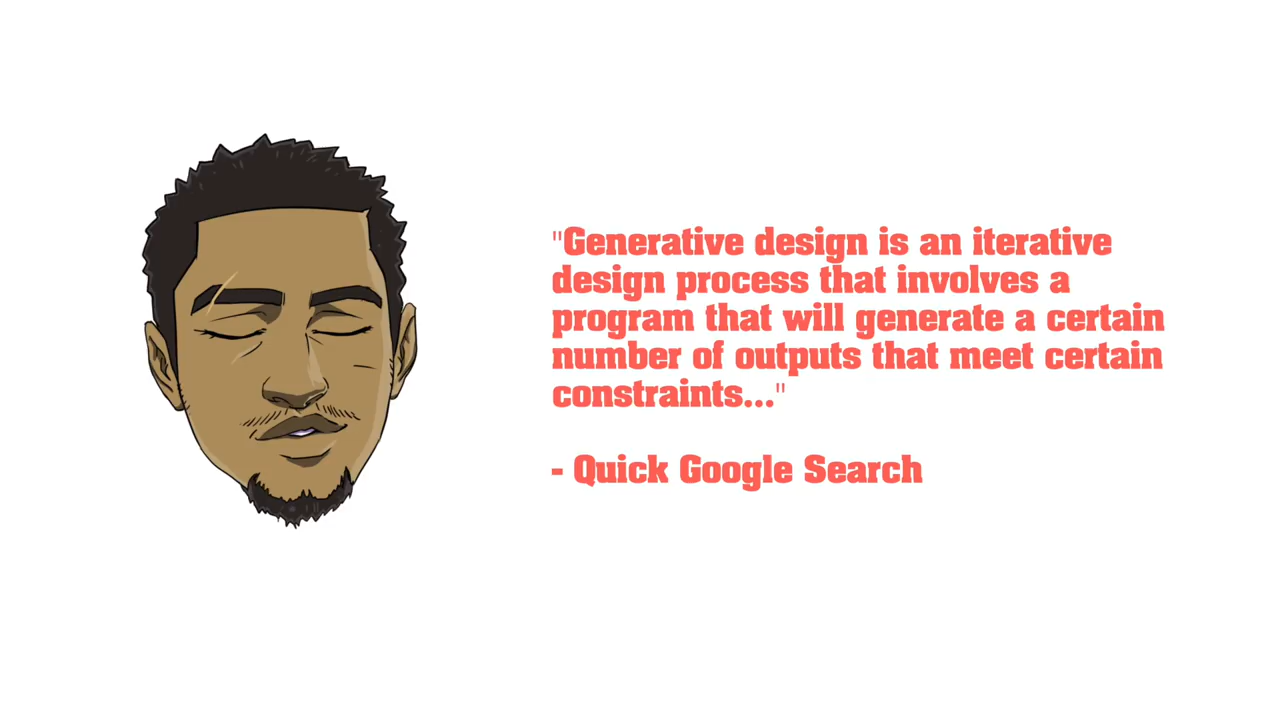 "Generative design is an iterative
design process that involves a
program that will generate a certain
number of outputs that meet certain
constraints..."
- Quick Google Search